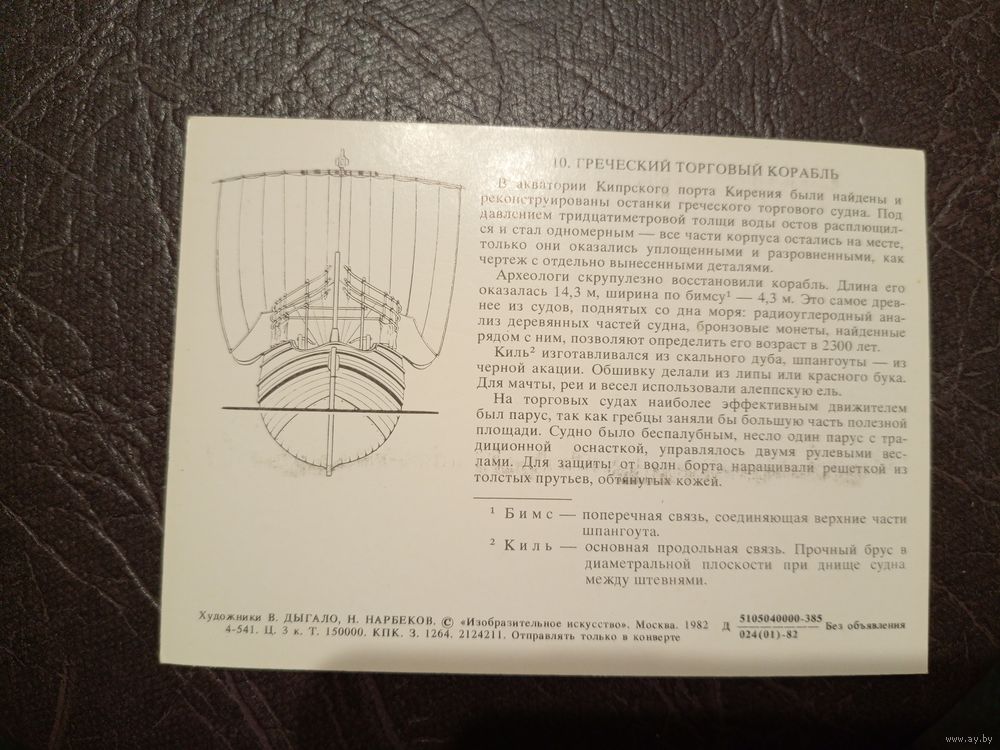 10. ГРЕЧЕСКИЙ ТОРГОВЫЙ КОРАБЛЬ
В акватории Кипрского порта Кирения были найдены и
реконструированы останки греческого торгового судна. Под
давлением тридцатиметровой толщи воды остов расплющил-
ся и стал одномерным — все части корпуса остались на месте,
только они оказались уплощенными и разровненными, как
чертеж с отдельно вынесенными деталями.
Археологи скрупулезно восстановили корабль. Длина его
оказалась 14,3 м, ширина по бимсу¹ — 4,3 м. Это самое древ-
нее из судов, поднятых со дна моря: радиоуглеродный ана-
лиз деревянных частей судна, бронзовые монеты, найденные
рядом с ним, позволяют определить его возраст в 2300 лет.
Киль² изготавливался из скального дуба, шпангоуты — из
черной акации. Обшивку делали из липы или красного бука.
Для мачты, реи и весел использовали алеппскую ель.
На торговых судах наиболее эффективным движителем
был парус, так как гребцы заняли бы большую часть полезной
площади. Судно было беспалубным, несло один парус с тра-
диционной оснасткой, управлялось двумя рулевыми вес-
лами. Для защиты от волн борта наращивали решеткой из
толстых прутьев, обтянутых кожей.
¹ Бимс — поперечная связь, соединяющая верхние части
шпангоута.
² Киль — основная продольная связь. Прочный брус в
диаметральной плоскости при днище судна
между штевнями.
Художники В. ДЫГАЛО, Н. НАРБЕКОВ. © «Изобразительное искусство». Москва. 1982
4-541. Ц. 3 к. Т. 150000. КПК. З. 1264. 2124211. Отправлять только в конверте
Д 5105040000-385 Без объявления
024(01)-82
www.ay.by